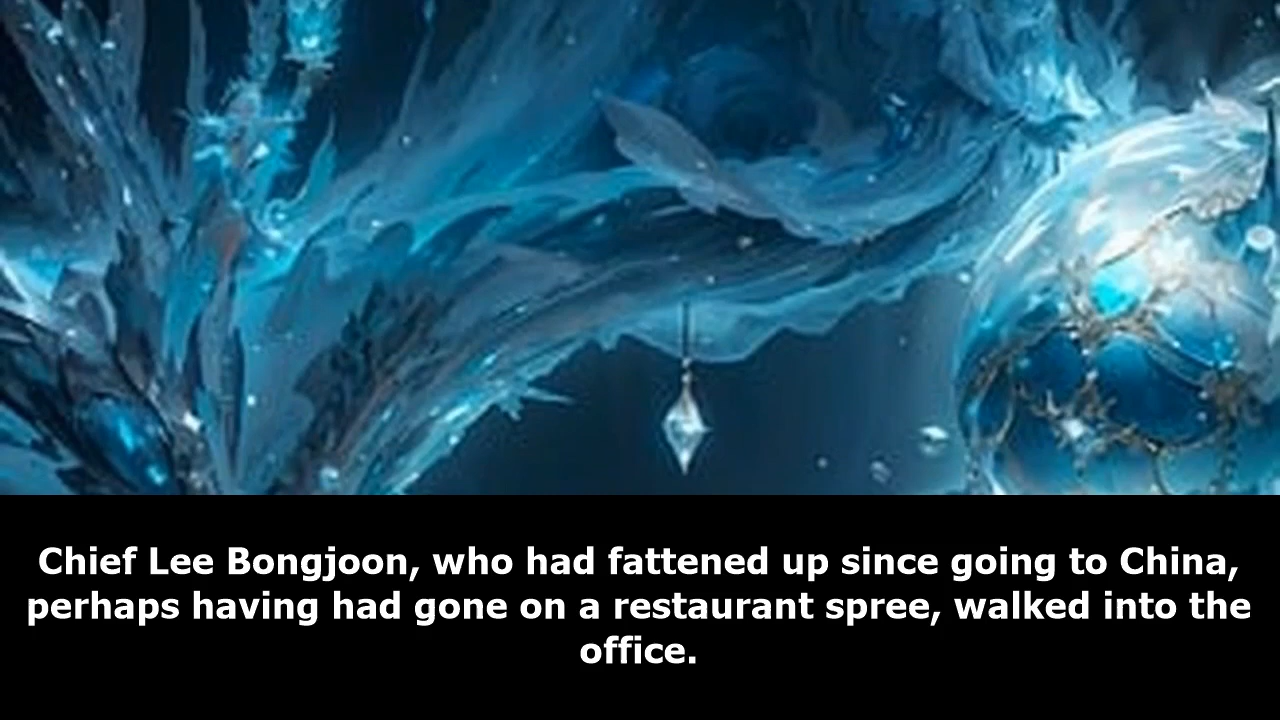 Chief Lee Bongjoon, who had fattened up since going to China,
perhaps having had gone on a restaurant spree, walked into the
office.